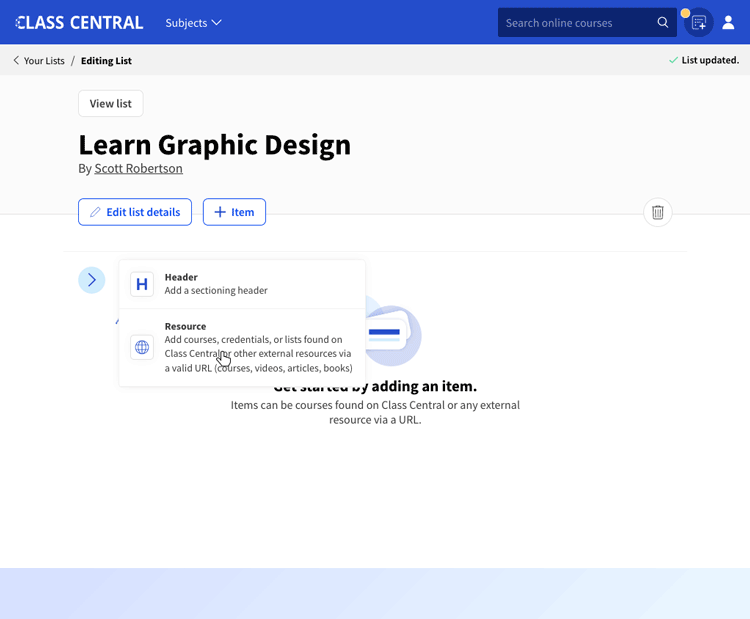 CLASS CENTRAL
Subjects
Search online courses
Your Lists / Editing List
List updated.
View list
Learn Graphic Design
By Scott Robertson
Edit list details
Item
H
Header
Add a sectioning header
Resource
Add courses, credentials, or lists found on
Class Central or other external resources via
a valid URL (courses, videos, articles, books)
Get started by adding an item.
Items can be courses found on Class Central or any external
resource via a URL.